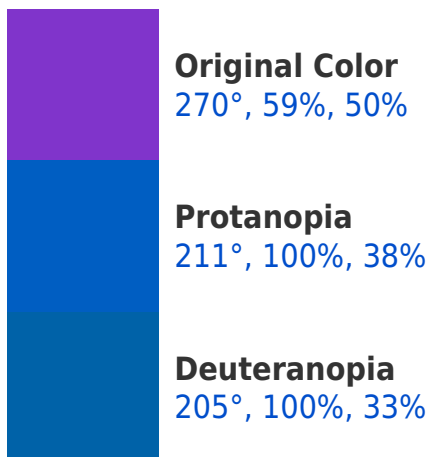 Original Color
270°, 59%, 50%
Protanopia
211°, 100%, 38%
Deuteranopia
205°, 100%, 33%